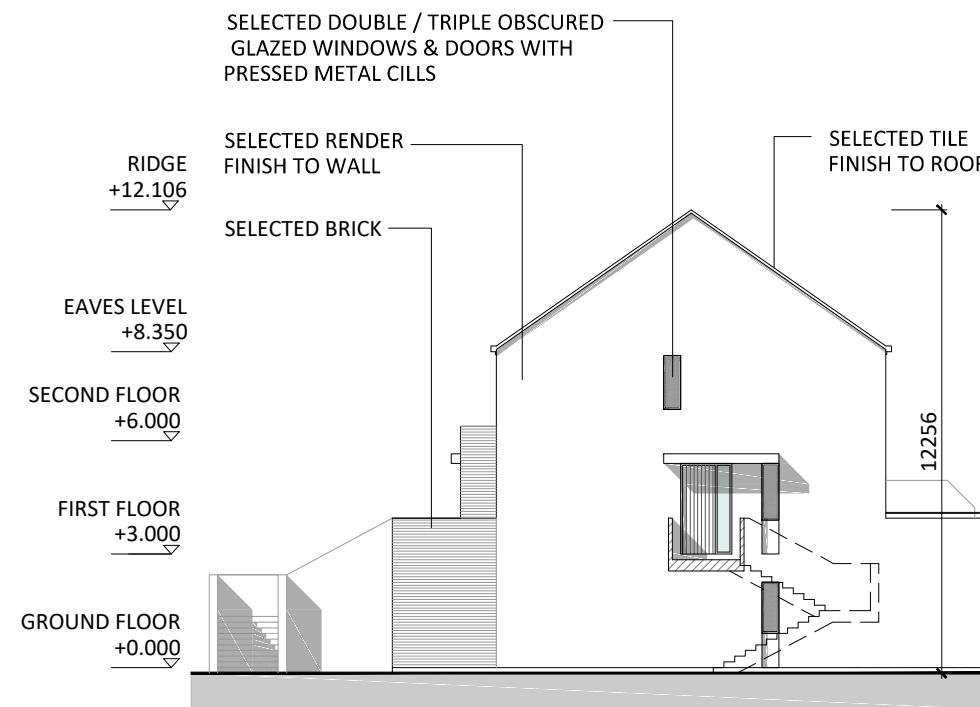 SELECTED DOUBLE / TRIPLE OBSCURED
GLAZED WINDOWS & DOORS WITH
PRESSED METAL CILLS
SELECTED RENDER
FINISH TO WALL
SELECTED TILE
FINISH TO ROOF
SELECTED BRICK
RIDGE
+12.106
EAVES LEVEL
+8.350
SECOND FLOOR
+6.000
FIRST FLOOR
+3.000
GROUND FLOOR
+0.000
12256